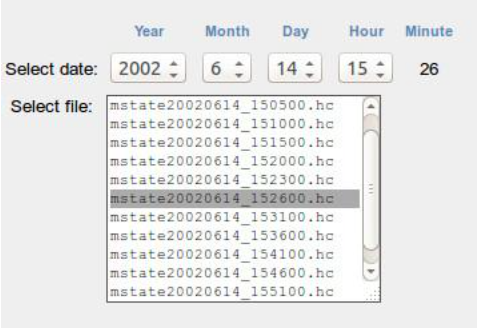 Year Month Day Hour Minute
Select date: 2002 6 14 15 26
Select file:
mstate20020614_150500.hc
mstate20020614_151000.hc
mstate20020614_151500.hc
mstate20020614_152000.hc
mstate20020614_152300.hc
mstate20020614_152600.hc
mstate20020614_153100.hc
mstate20020614_153600.hc
mstate20020614_154100.hc
mstate20020614_154600.hc
mstate20020614_155100.hc